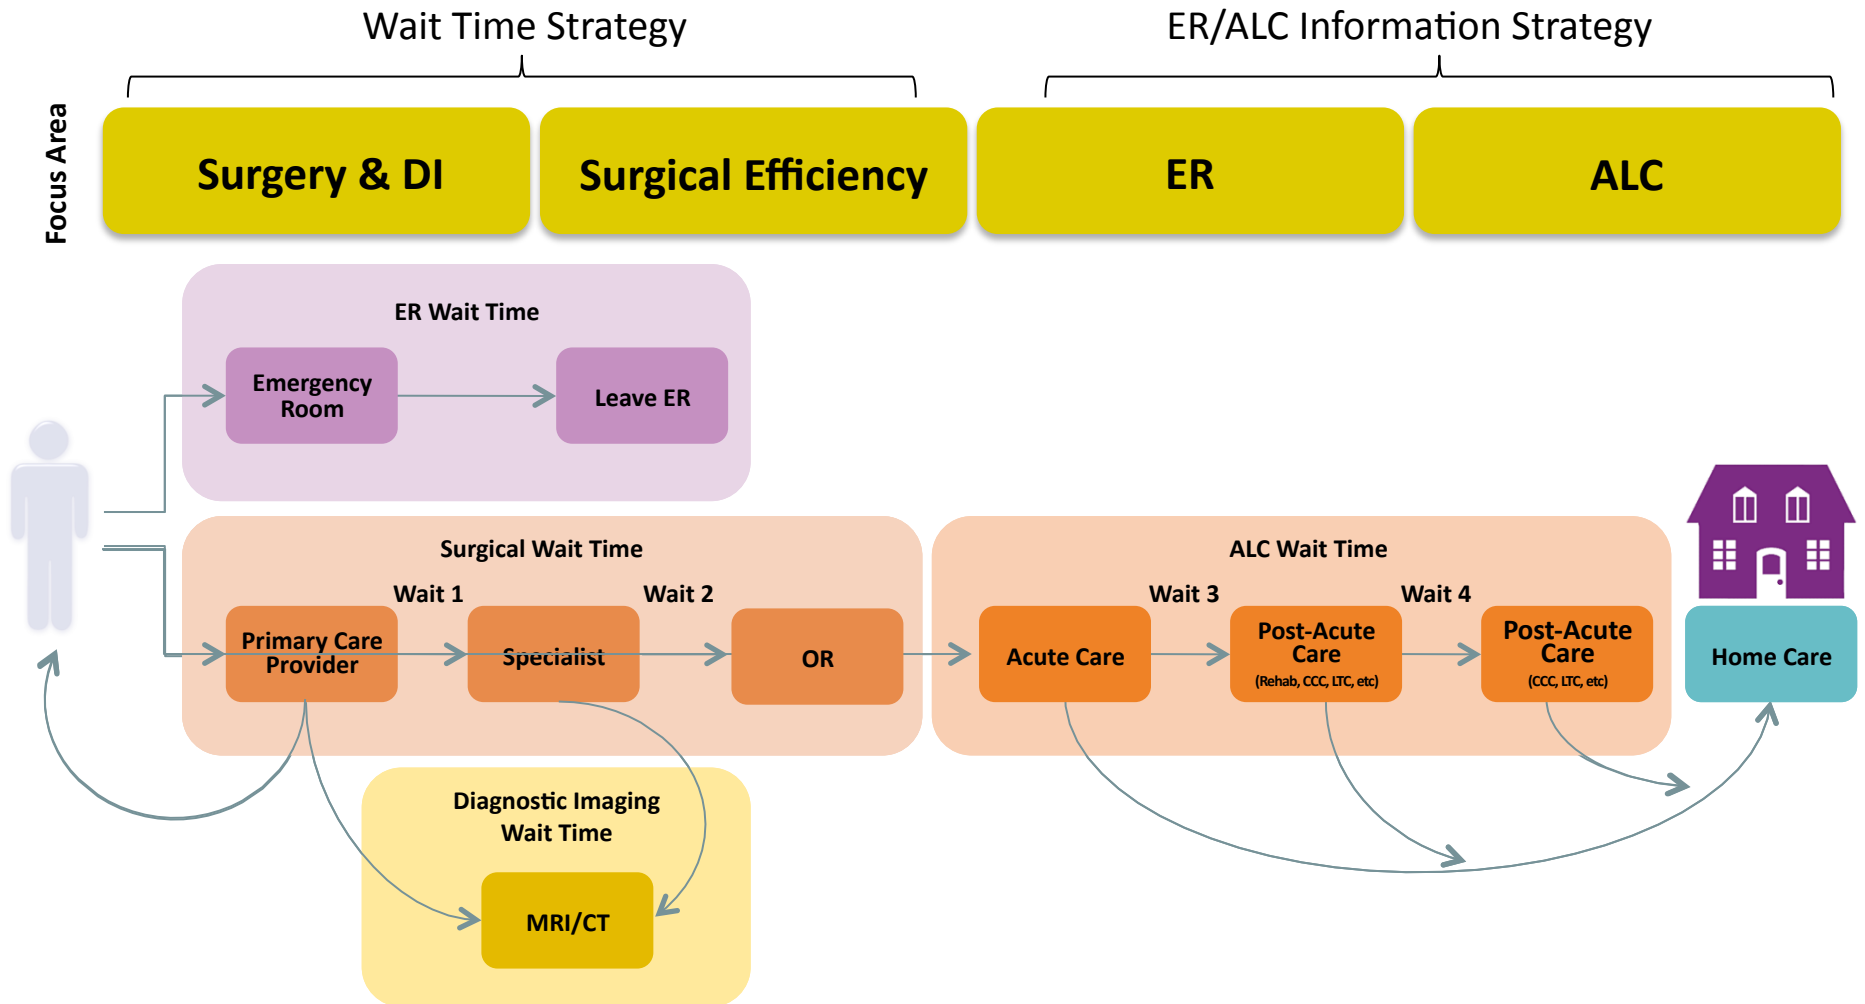 Wait Time Strategy
ER/ALC Information Strategy
Focus Area
Surgery & DI
Surgical Efficiency
ER
ALC
ER Wait Time
Emergency
Room
Leave ER
Surgical Wait Time
Wait 1
Wait 2
Primary Care
Provider
Specialist
OR
ALC Wait Time
Wait 3
Wait 4
Acute Care
Post-Acute
Care
(Rehab, CCC, LTC, etc)
Post-Acute
Care
(CCC, LTC, etc)
Home Care
Diagnostic Imaging
Wait Time
MRI/CT